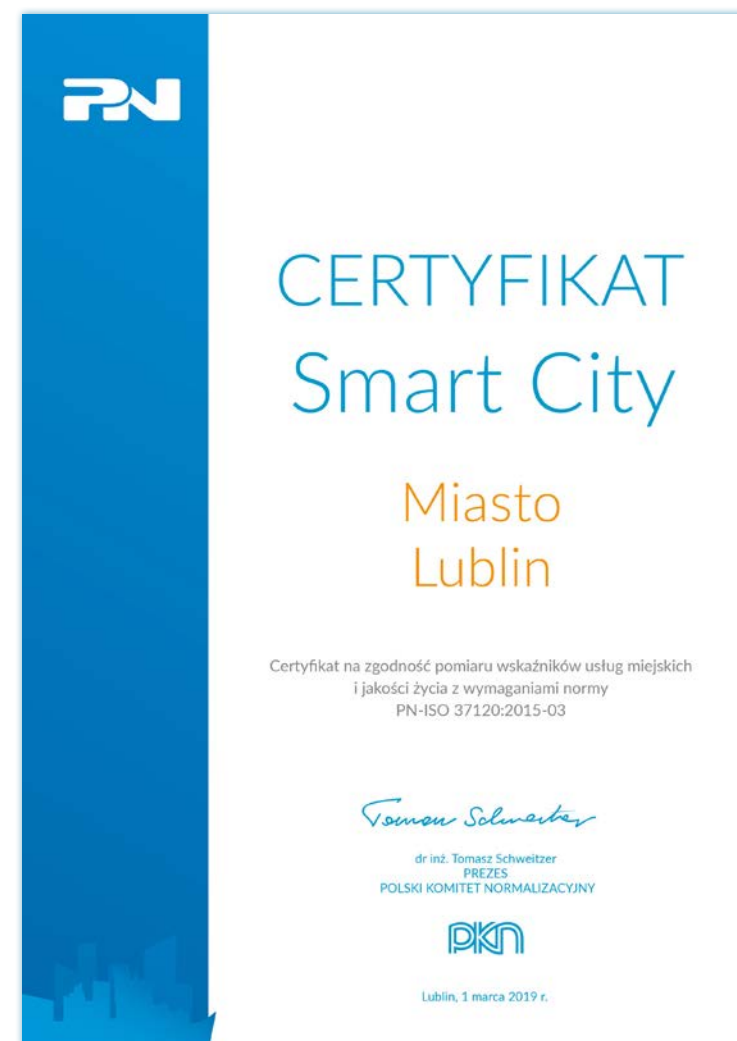 PN
CERTYFIKAT
Smart City
Miasto
Lublin
Certyfikat na zgodność pomiaru wskaźników usług miejskich
i jakości życia z wymaganiami normy
PN-ISO 37120:2015-03
Tomasz Schweitzer
dr inż. Tomasz Schweitzer
PREZES
POLSKI KOMITET NORMALIZACYJNY
PKN
Lublin, 1 marca 2019 r.